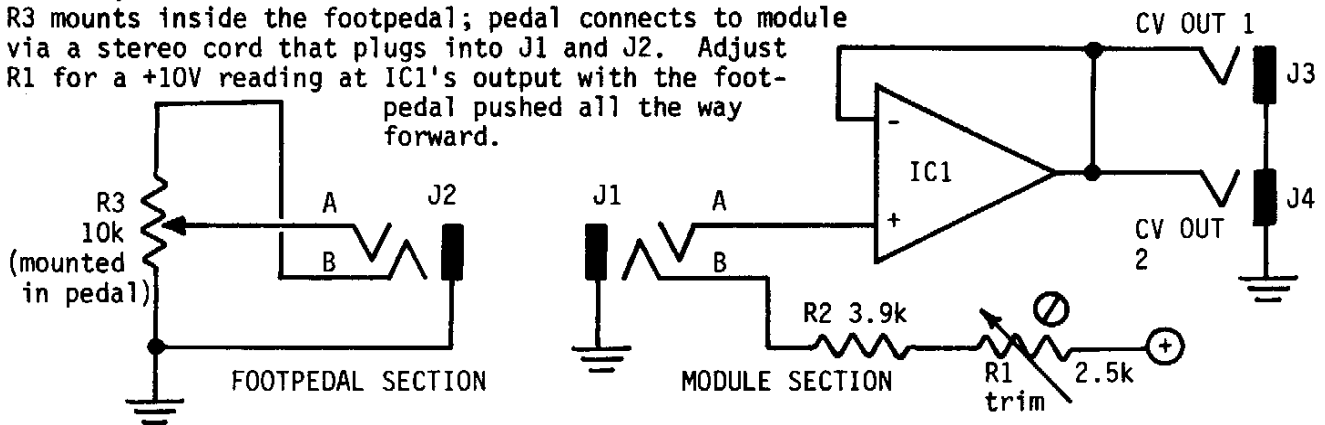 R3 mounts inside the footpedal; pedal connects to module
via a stereo cord that plugs into J1 and J2. Adjust
R1 for a +10V reading at IC1's output with the foot-
pedal pushed all the way
forward.
CV OUT 1
J3
-
IC1
+
J4
CV OUT
2
R3
10k
(mounted
in pedal)
A
J2
B
J1
A
B
R2 3.9k
+
R1
trim
2.5k
FOOTPEDAL SECTION
MODULE SECTION